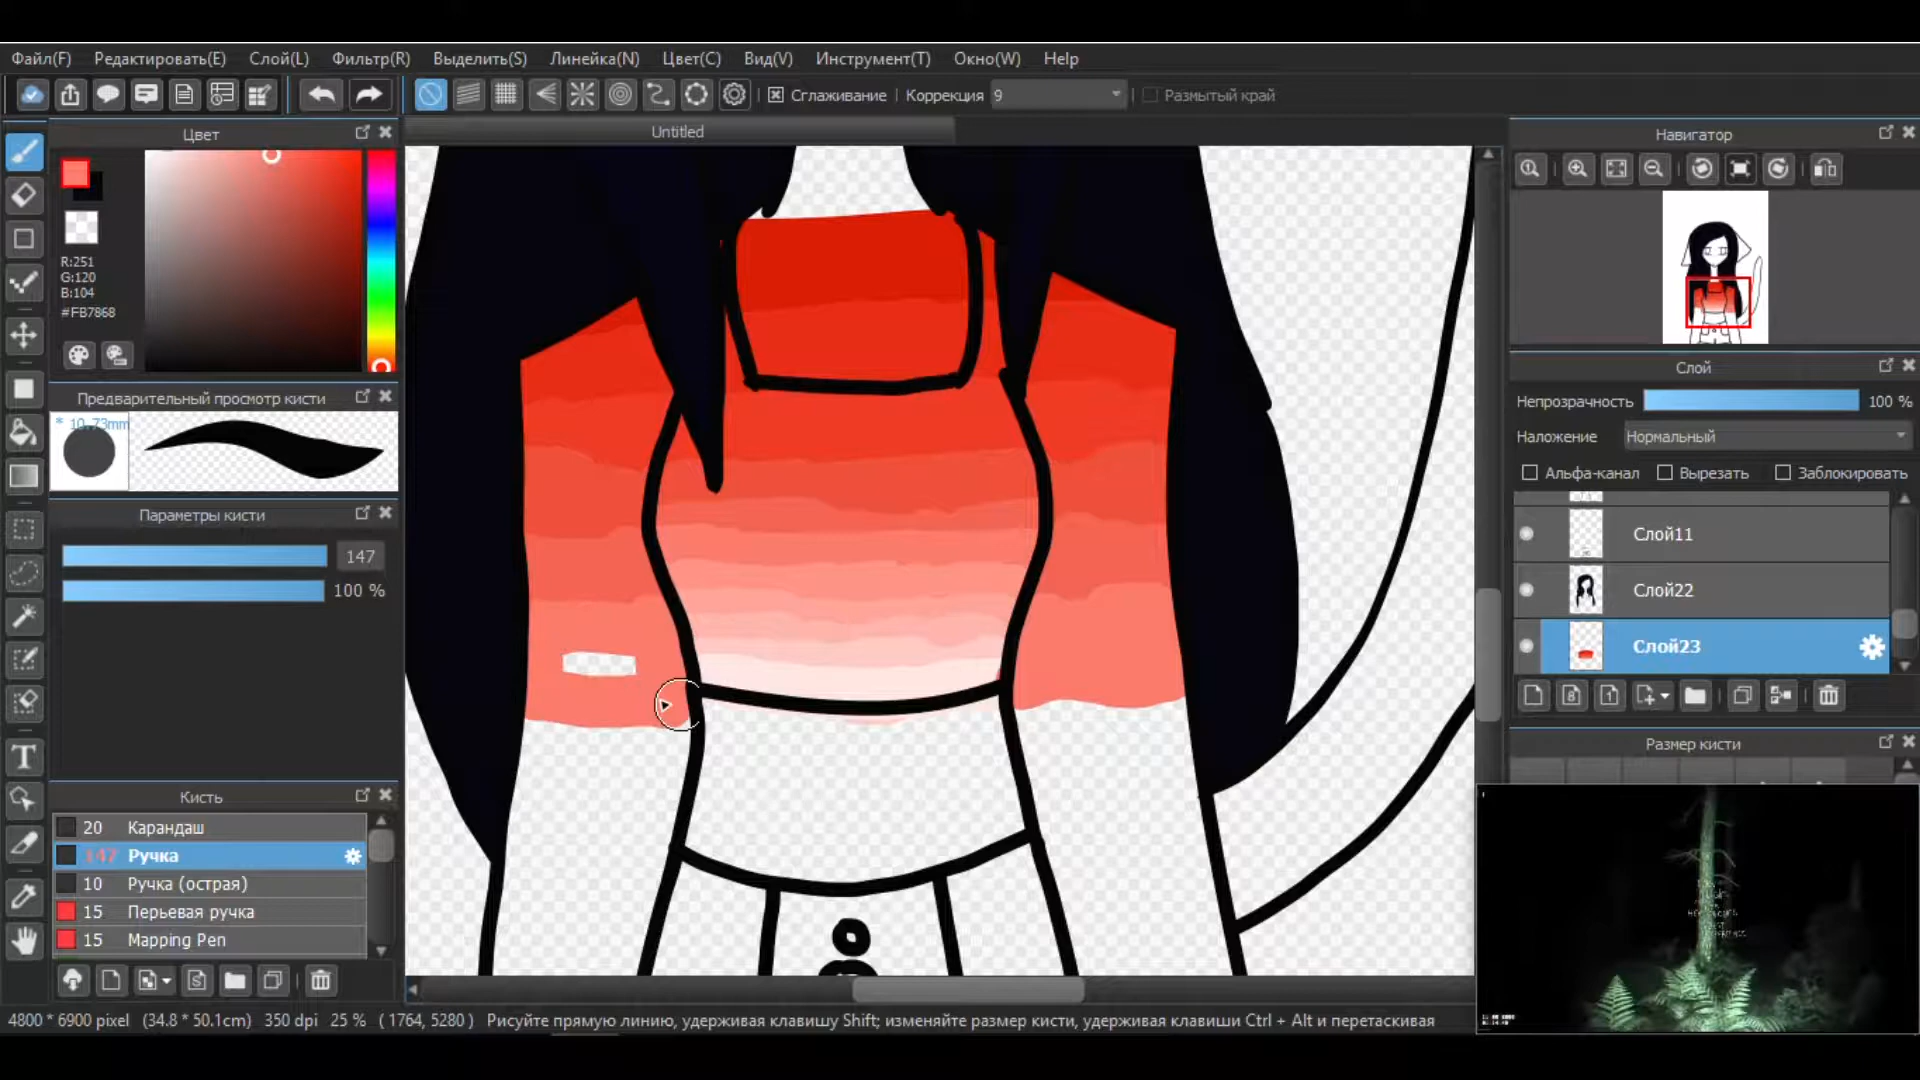 Файл(F) Редактировать(E) Слой(L) Фильтр(R) Выделить(S) Линейка(N) Цвет(C) Вид(V) Инструмент(T) Окно(W) Help
Сглаживание Коррекция 9 Размытый край
Цвет
Untitled
Навигатор
R:251
G:120
B:104
#FB7868
Предварительный просмотр кисти
* 10.73mm
Параметры кисти
147
100 %
Слой
Непрозрачность 100 %
Наложение Нормальный
Альфа-канал Вырезать Заблокировать
Слой11
Слой22
Слой23
Размер кисти
Кисть
20 Карандаш
147 Ручка
10 Ручка (острая)
15 Перьевая ручка
15 Mapping Pen
4800 * 6900 pixel (34.8 * 50.1cm) 350 dpi 25 % ( 1764, 5280 ) Рисуйте прямую линию, удерживая клавишу Shift; изменяйте размер кисти, удерживая клавиши Ctrl + Alt и перетаскивая